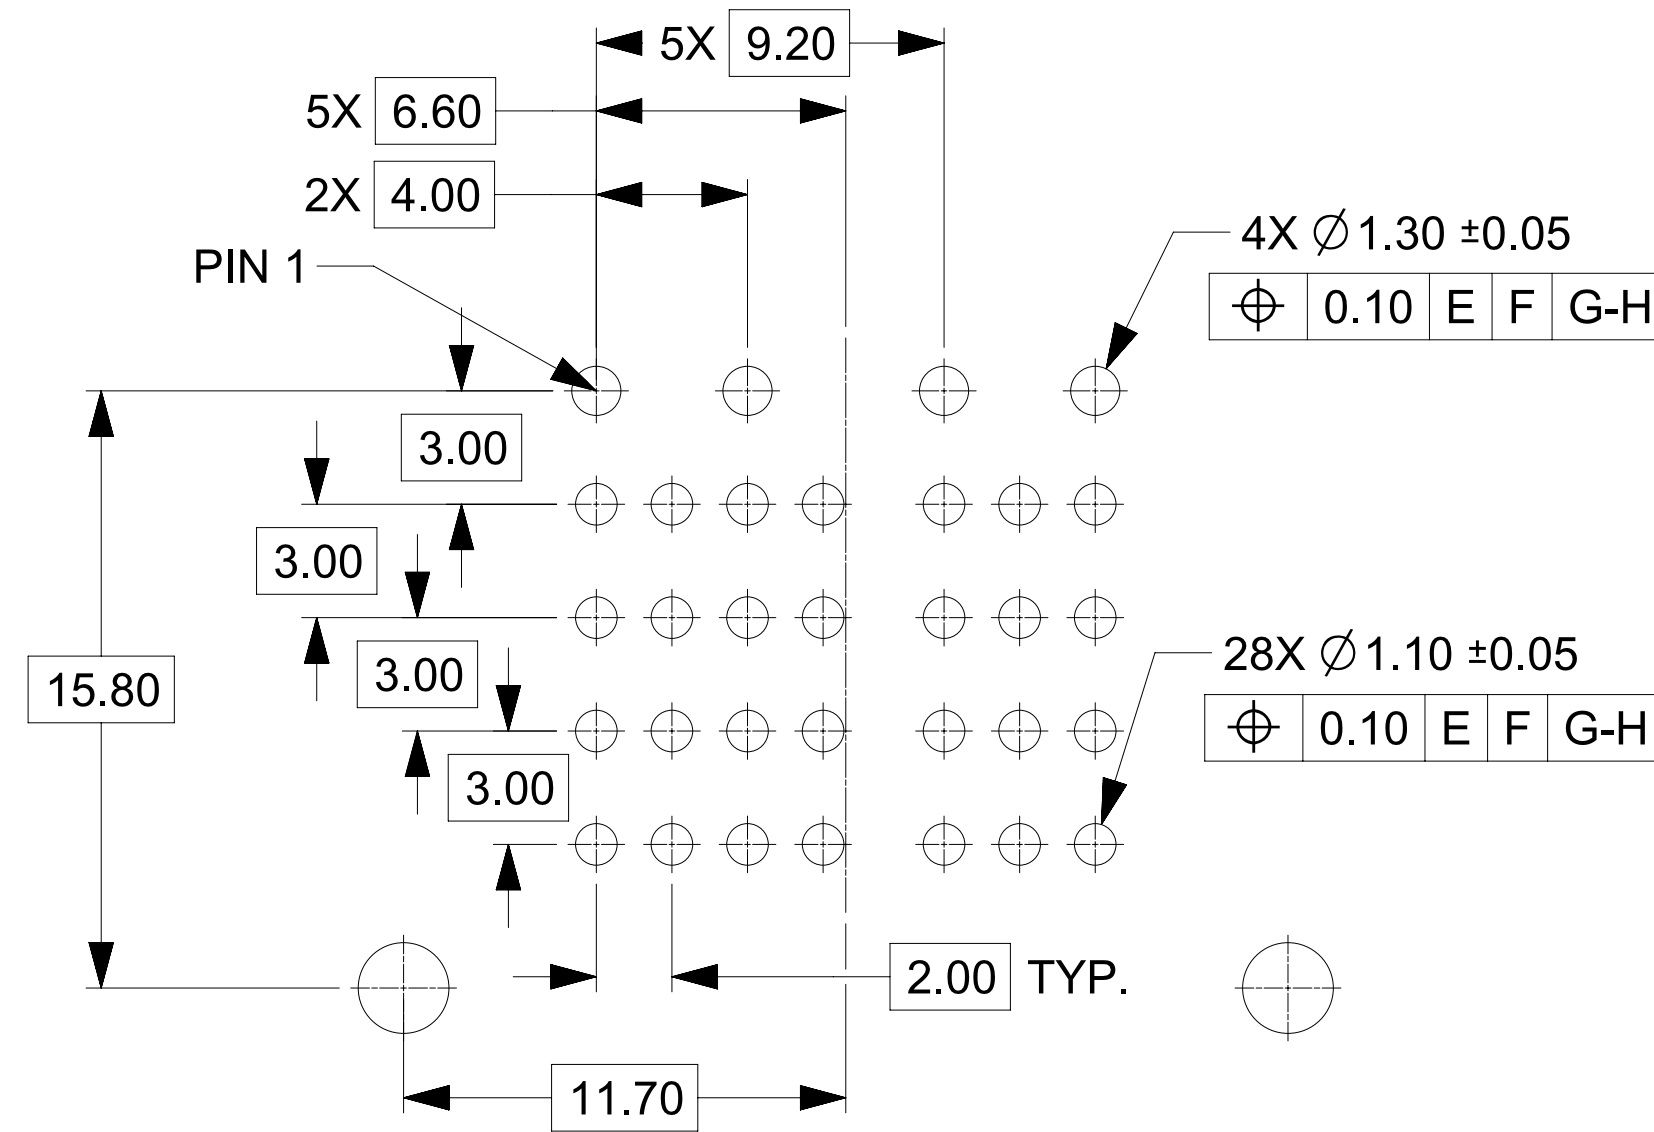 5X 9.20
5X 6.60
2X 4.00
PIN 1
4X ∅1.30 ±0.05
⌖ 0.10 E F G-H
3.00
3.00
3.00
15.80
28X ∅1.10 ±0.05
⌖ 0.10 E F G-H
3.00
2.00 TYP.
11.70